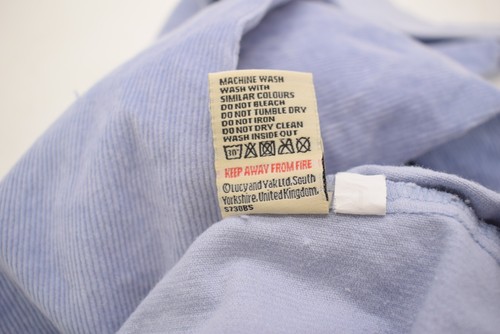 MACHINE WASH
WASH WITH
SIMILAR COLOURS
DO NOT BLEACH
DO NOT TUMBLE DRY
DO NOT IRON
DO NOT DRY CLEAN
WASH INSIDE OUT
30°
KEEP AWAY FROM FIRE
©Lucy and Yak Ltd. South
Yorkshire. United Kingdom.
S730BS